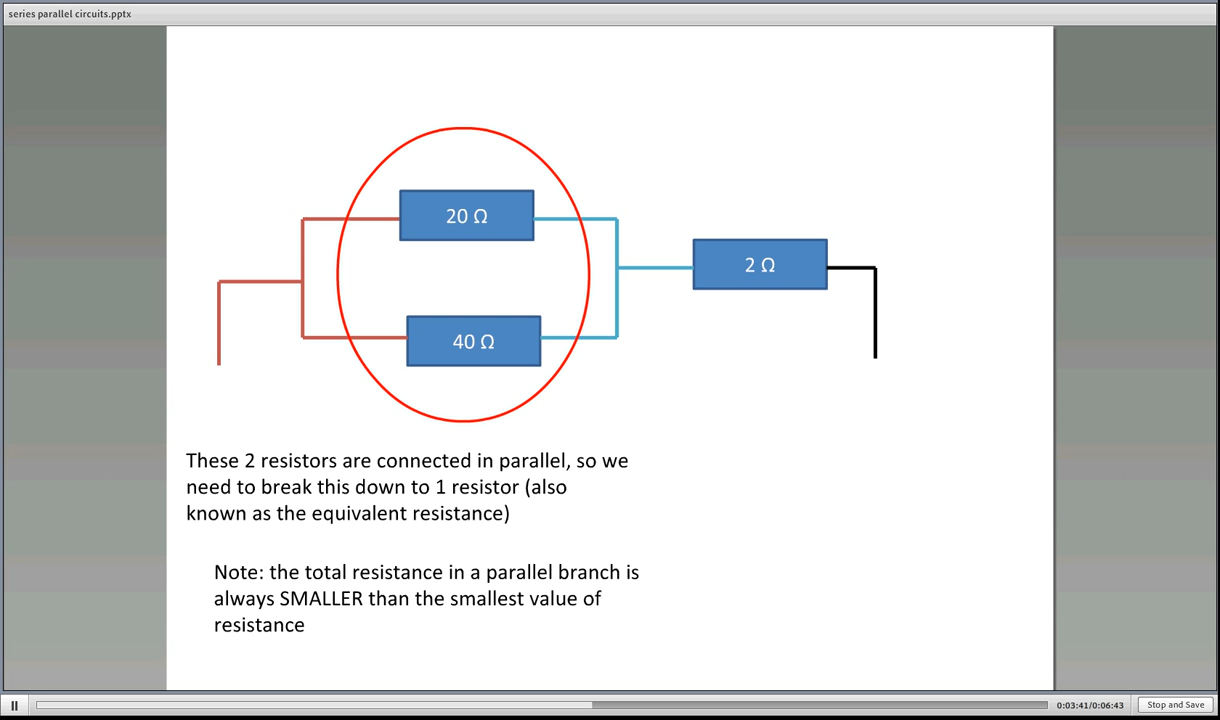 series parallel circuits.pptx
20 Ω
2 Ω
40 Ω
These 2 resistors are connected in parallel, so we
need to break this down to 1 resistor (also
known as the equivalent resistance)
Note: the total resistance in a parallel branch is
always SMALLER than the smallest value of
resistance
0:03:41/0:06:43
Stop and Save